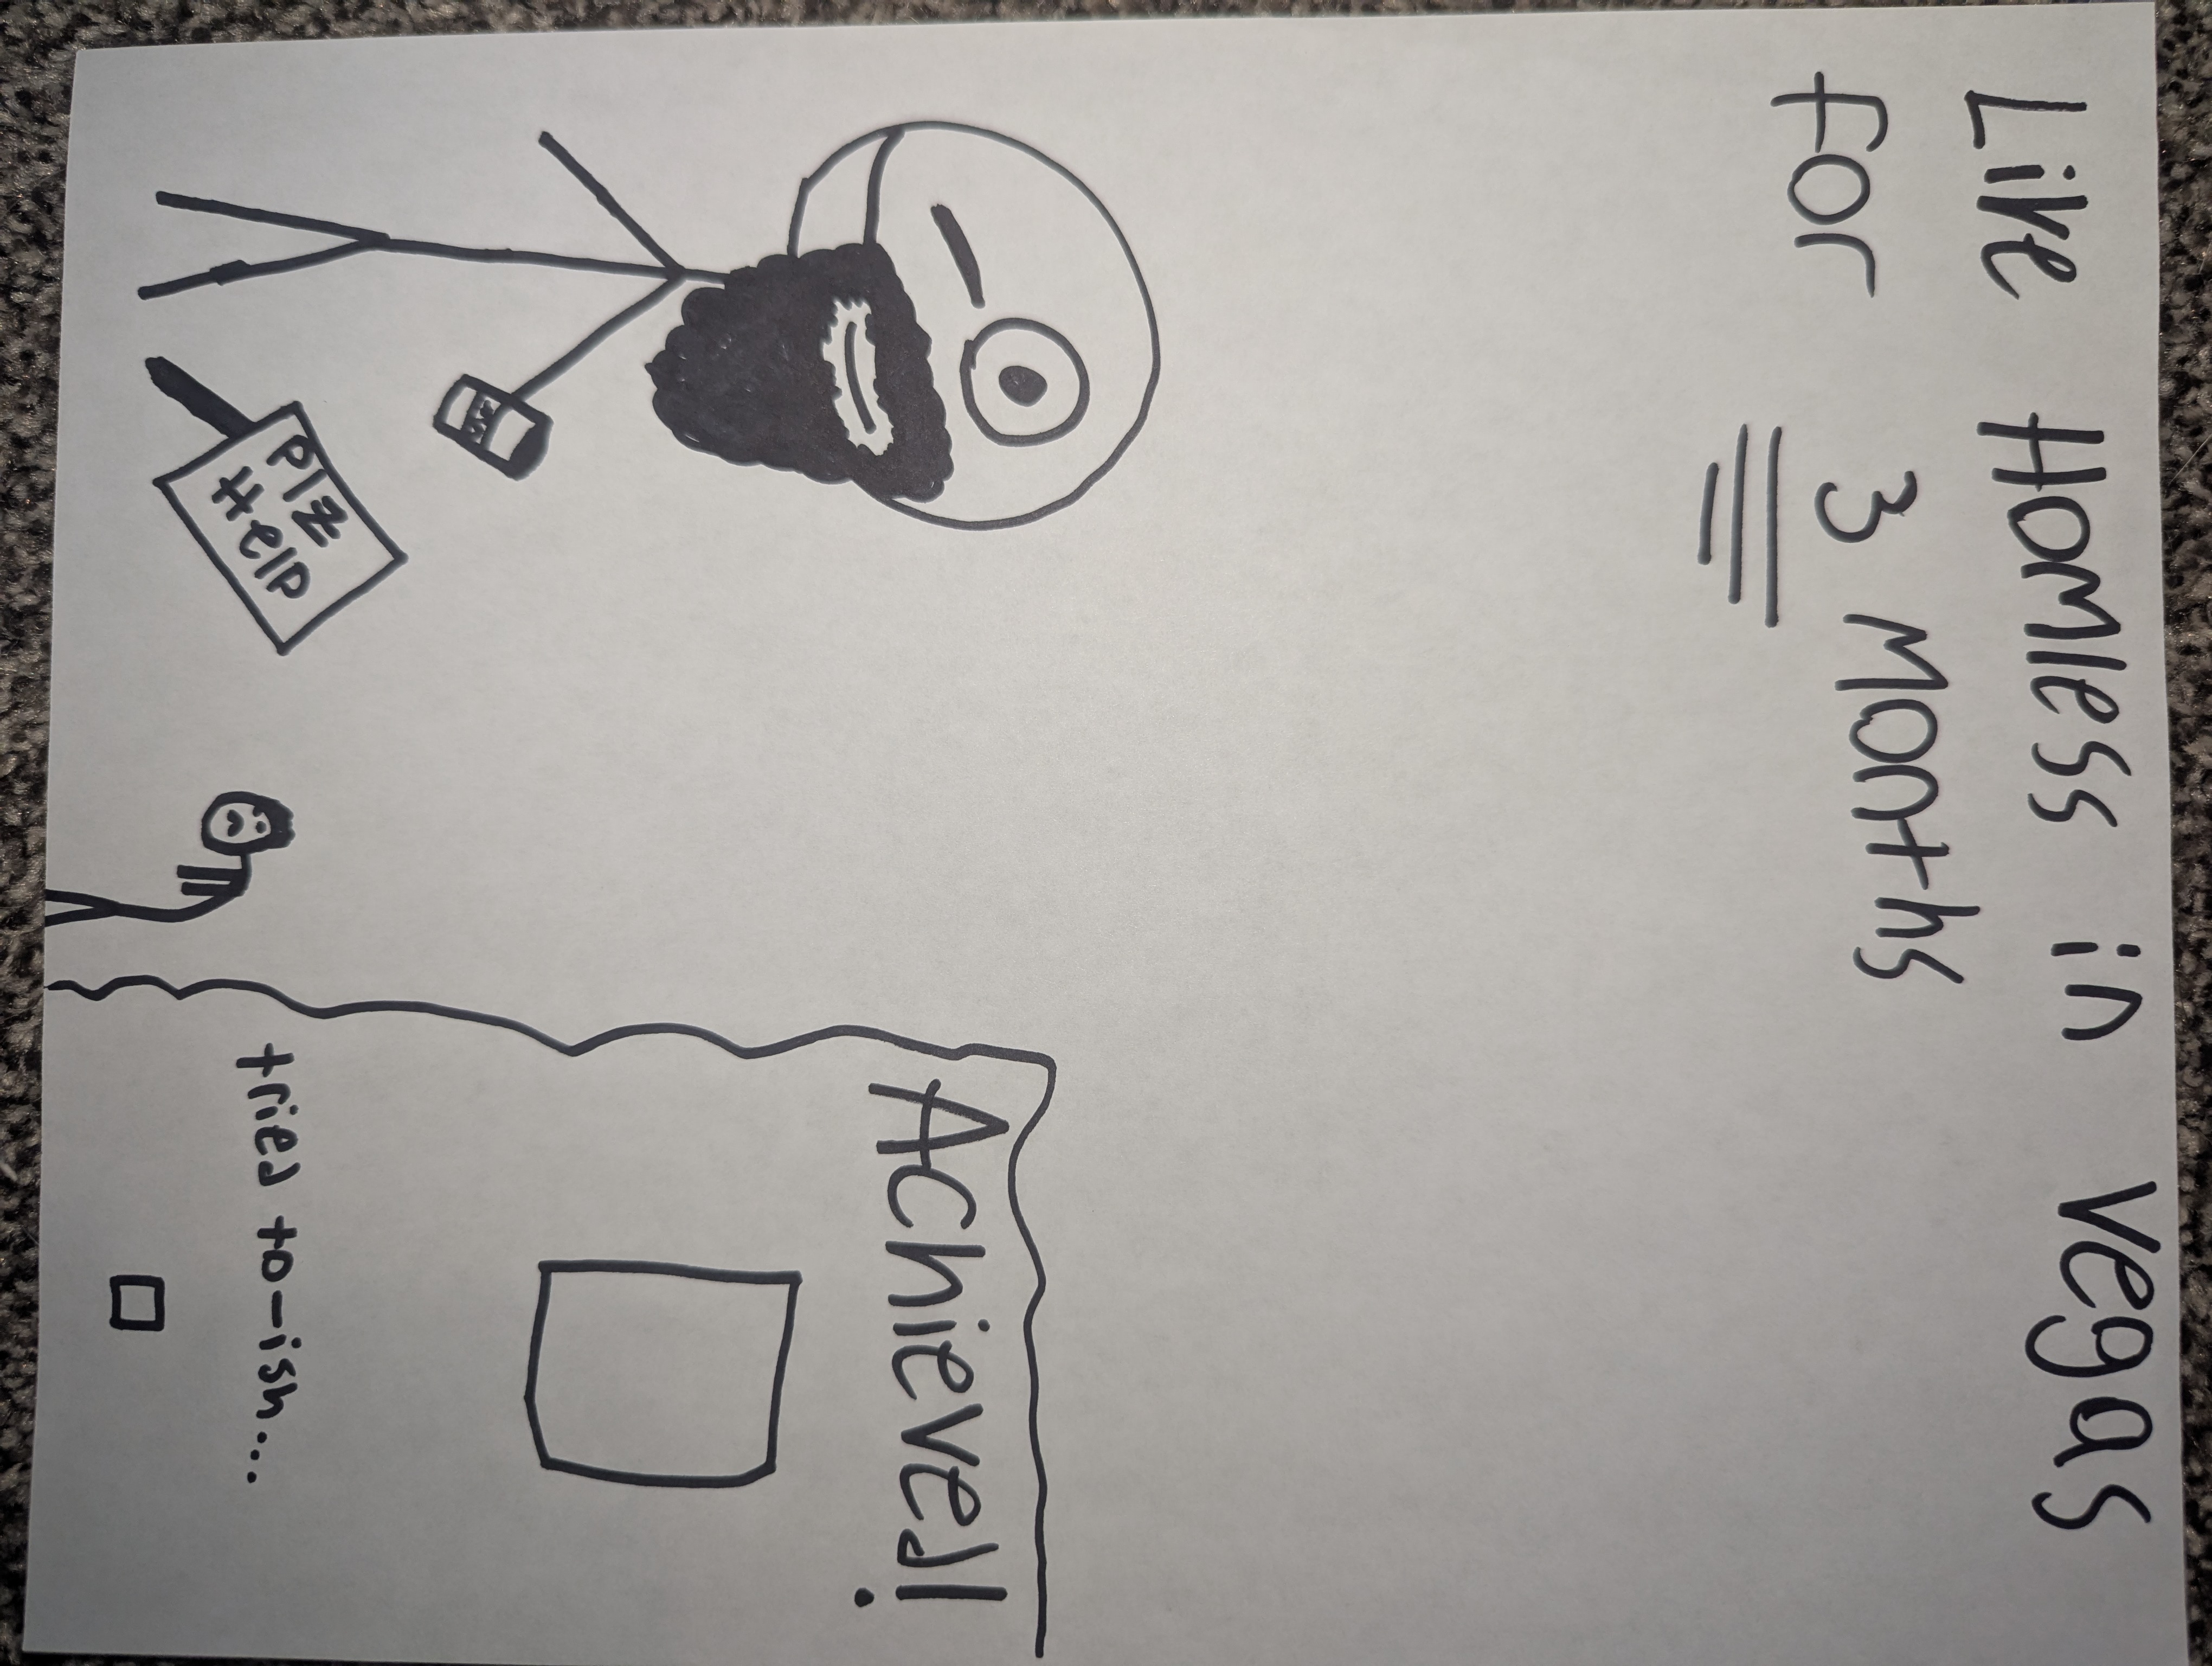 Live Homless in Vegas
for 3 Months
Achieved!
Plz
Help
tried to-ish...